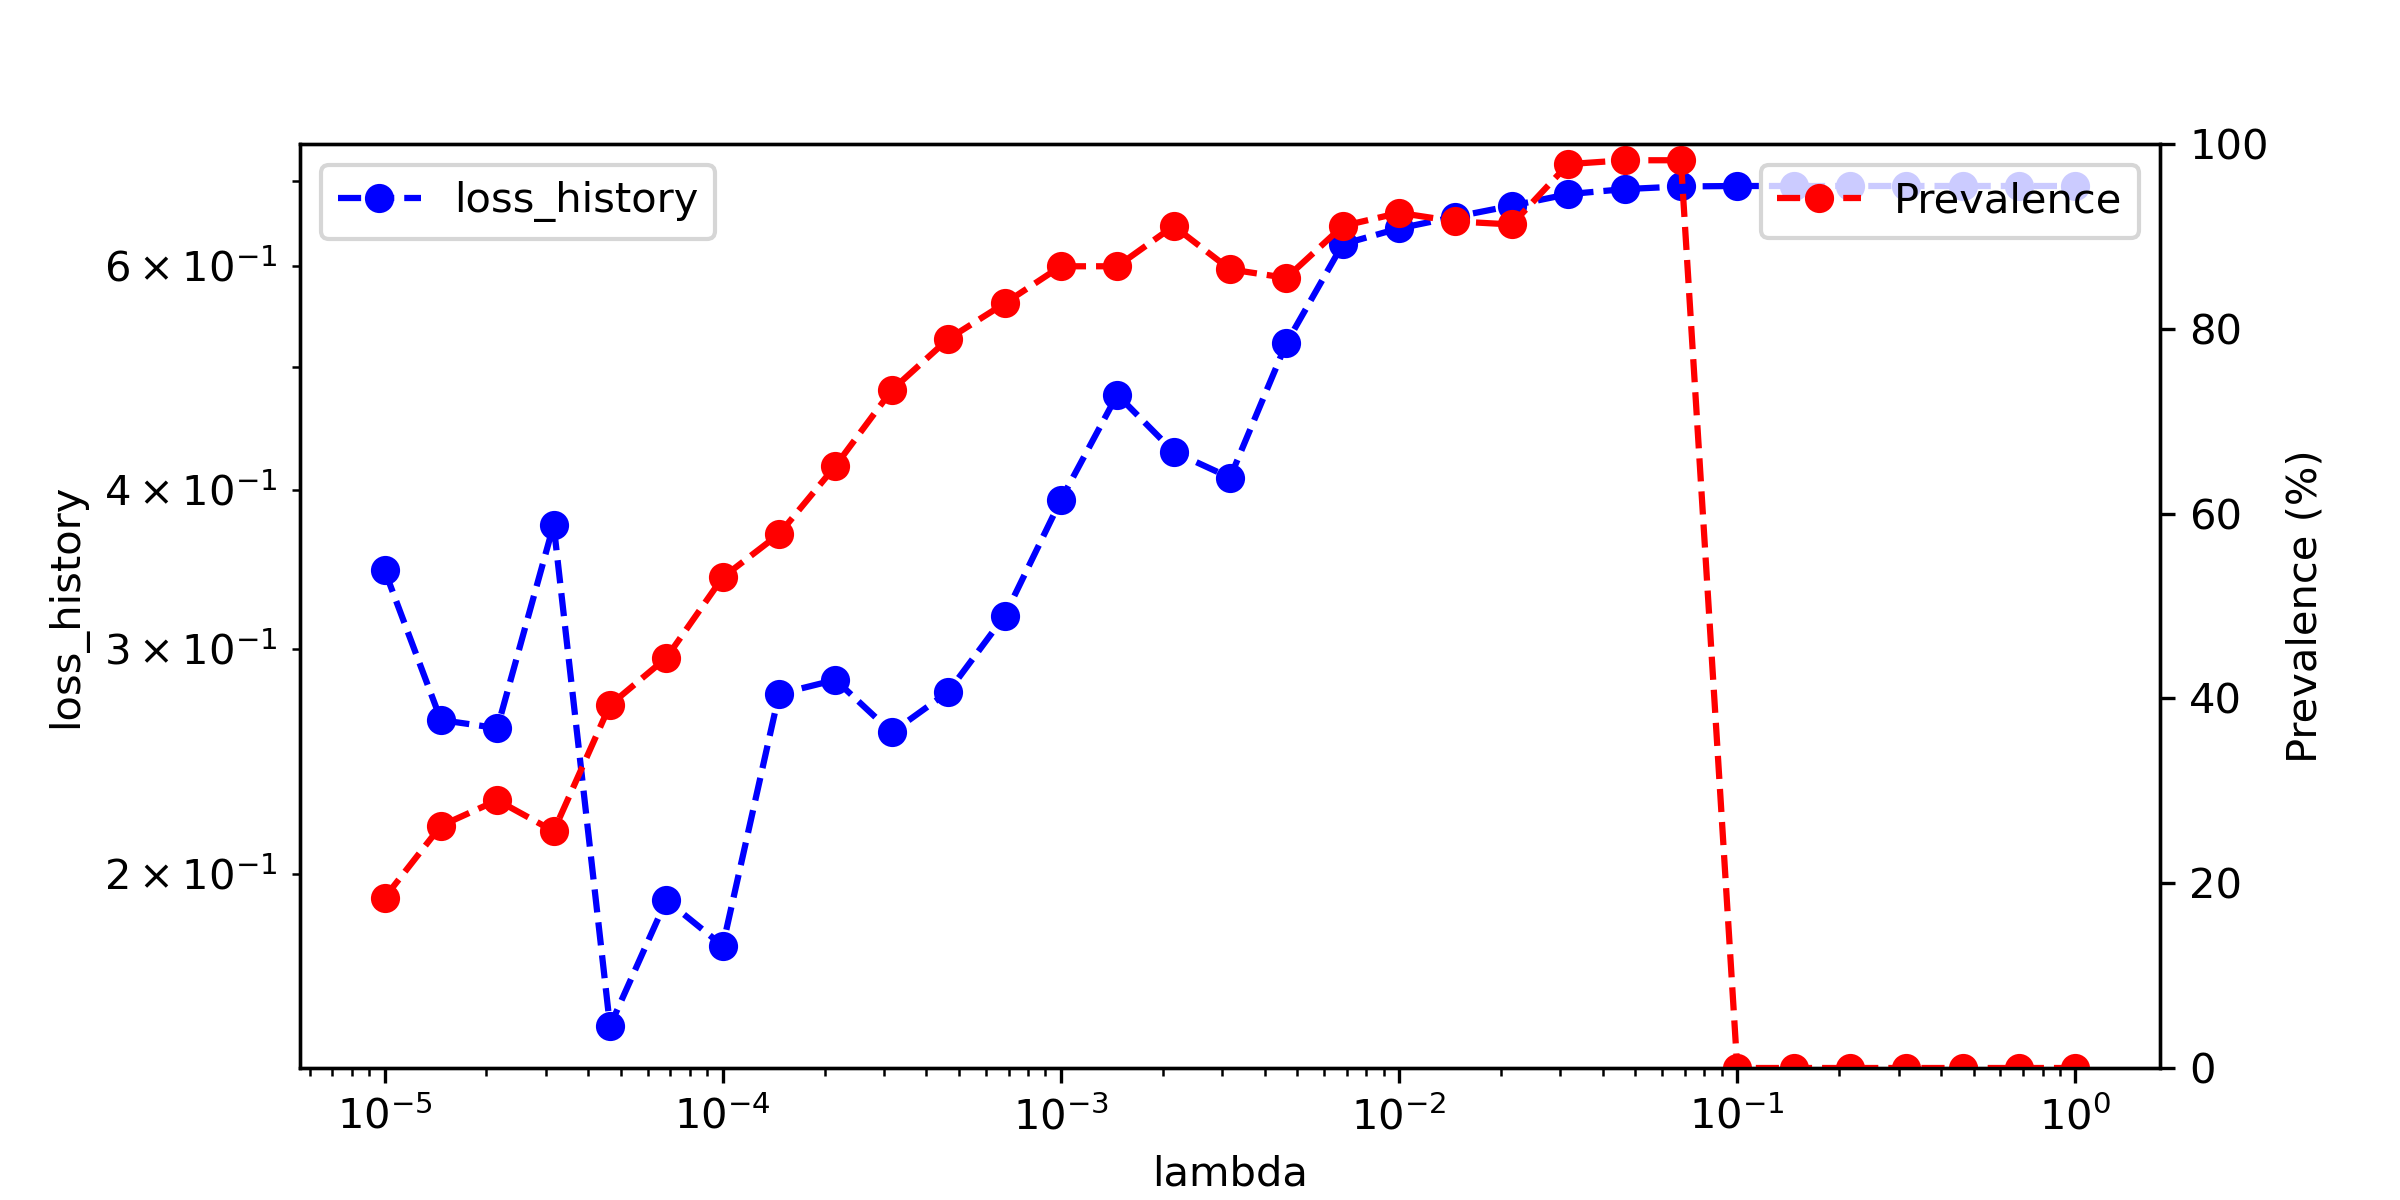 loss_history
Prevalence
6 × 10⁻¹
4 × 10⁻¹
3 × 10⁻¹
2 × 10⁻¹
loss_history
100
80
60
40
20
0
Prevalence (%)
10⁻⁵ 10⁻⁴ 10⁻³ 10⁻² 10⁻¹ 10⁰
lambda